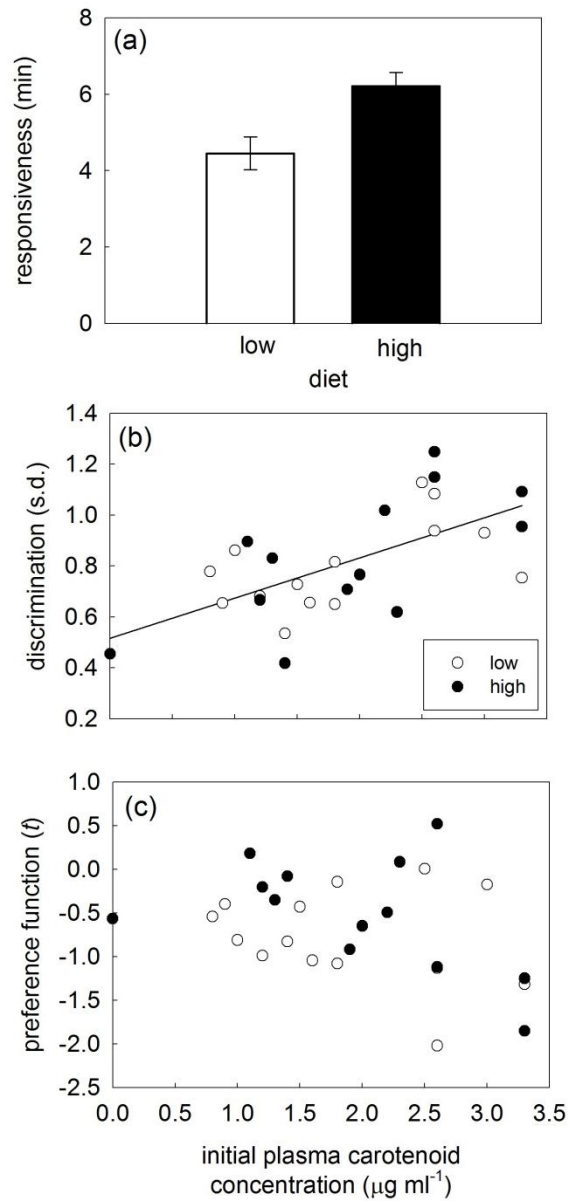 (a)
responsiveness (min)
8
6
4
2
0
low high
diet
(b)
discrimination (s.d.)
1.4
1.2
1.0
0.8
0.6
0.4
0.2
low
high
(c)
preference function (t)
1.0
0.5
0.0
-0.5
-1.0
-1.5
-2.0
-2.5
0.0 0.5 1.0 1.5 2.0 2.5 3.0 3.5
initial plasma carotenoid
concentration (μg ml⁻¹)